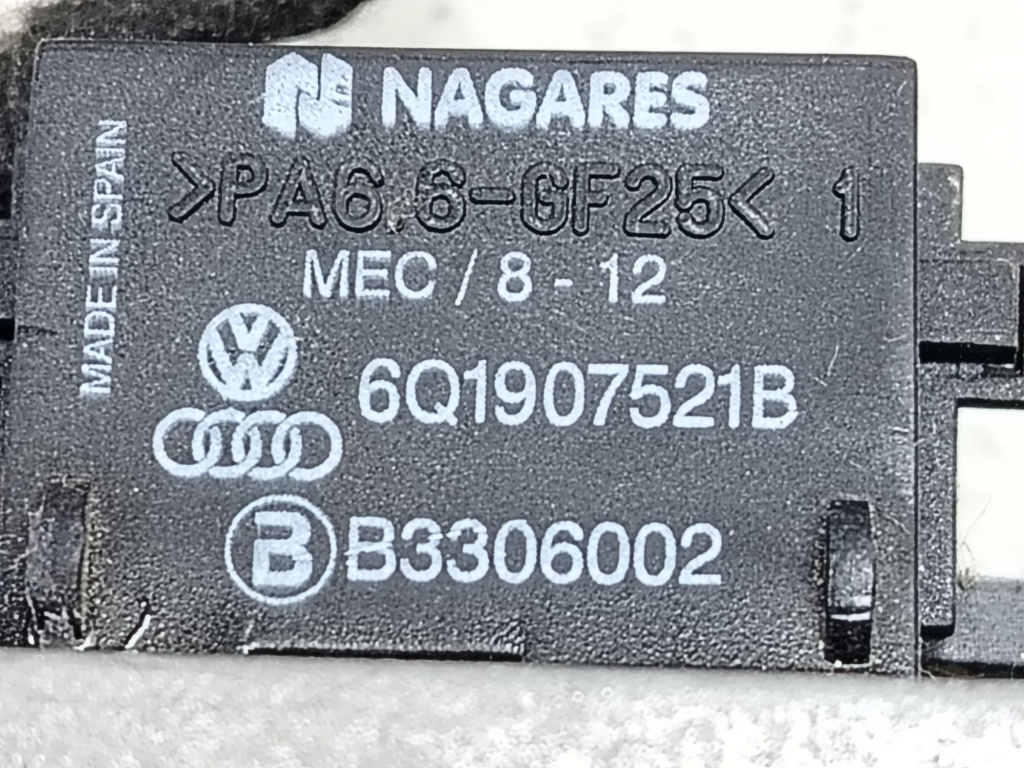 NAGARES
>PA6.6-GF25< 1
MADE IN SPAIN
MEC / 8 - 12
6Q1907521B
B B3306002